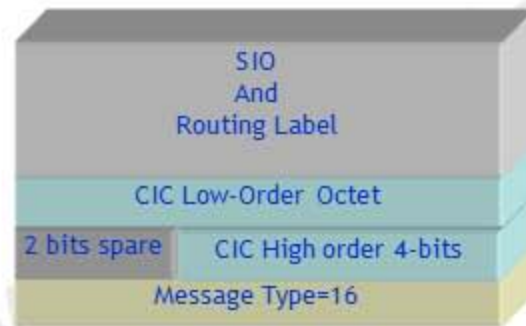 SIO
And
Routing Label
CIC Low-Order Octet
2 bits spare
CIC High order 4-bits
Message Type=16